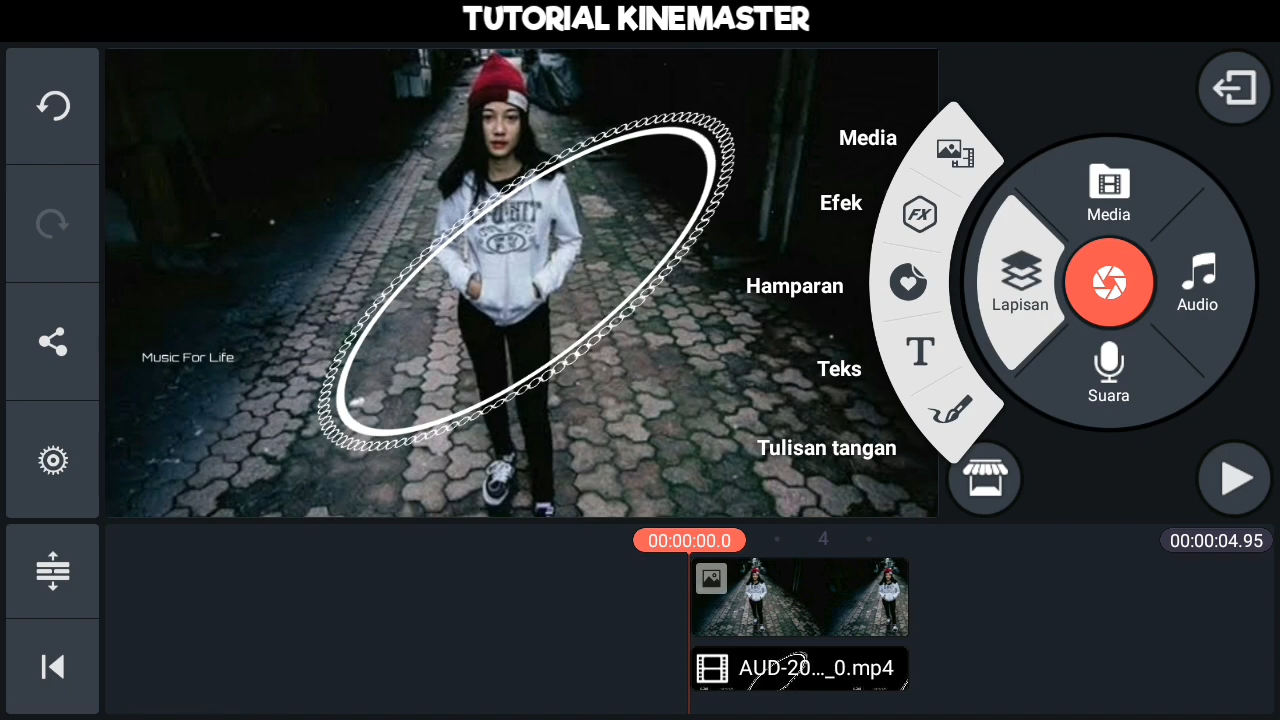 TUTORIAL KINEMASTER
Media
Efek
Hamparan
Teks
Tulisan tangan
FX
T
Media
Lapisan
Audio
Suara
Music For Life
00:00:00.0
4
00:00:04.95
AUD-20..._0.mp4